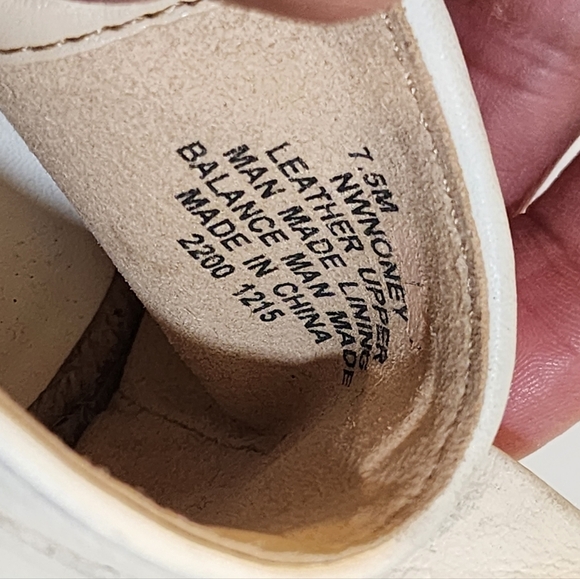 7.5M
NWNONEY
LEATHER UPPER
MAN MADE LINING
BALANCE MAN MADE
MADE IN CHINA
2200 1215